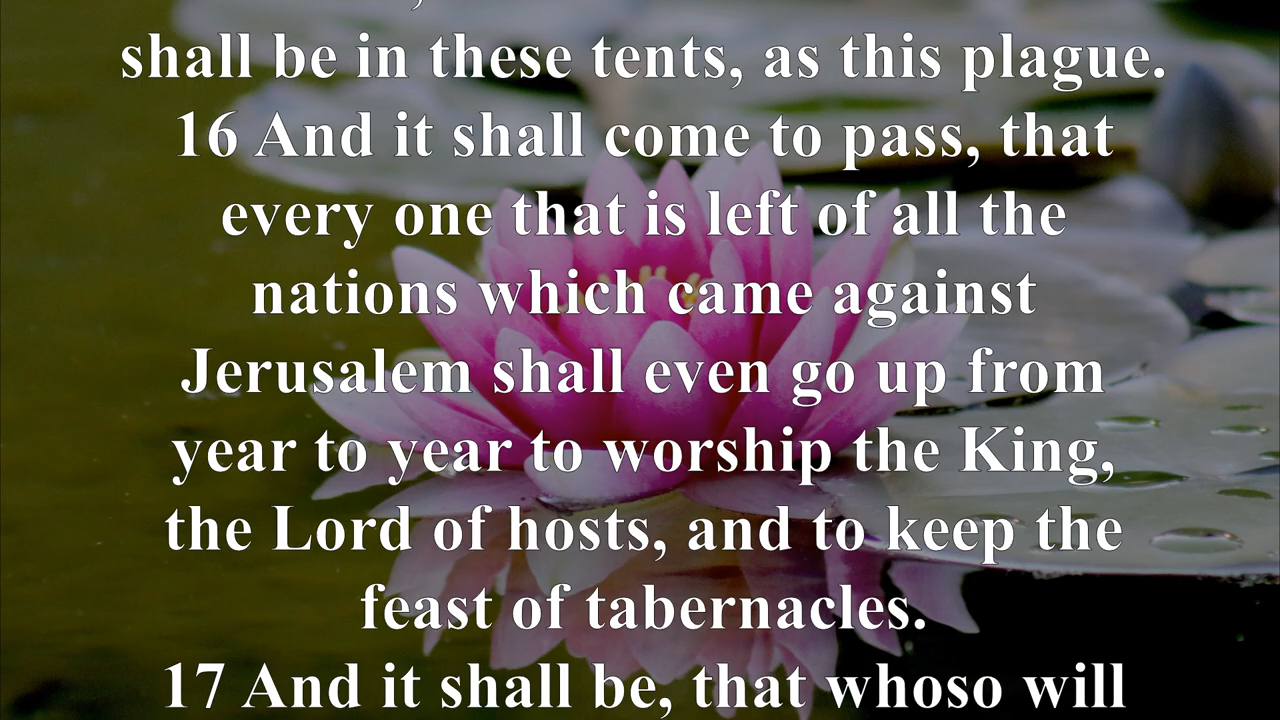 shall be in these tents, as this plague.
16 And it shall come to pass, that
every one that is left of all the
nations which came against
Jerusalem shall even go up from
year to year to worship the King,
the Lord of hosts, and to keep the
feast of tabernacles.
17 And it shall be, that whoso will